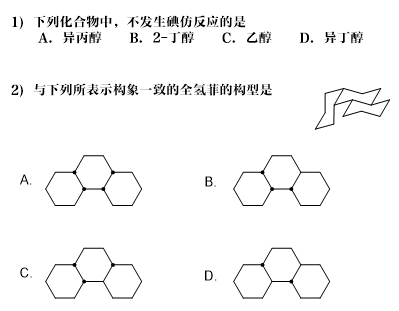 1) 下列化合物中，不发生碘仿反应的是
A. 异丙醇 B. 2-丁醇 C. 乙醇 D. 异丁醇
2) 与下列所表示构象一致的全氢菲的构型是
A. B.
C. D.